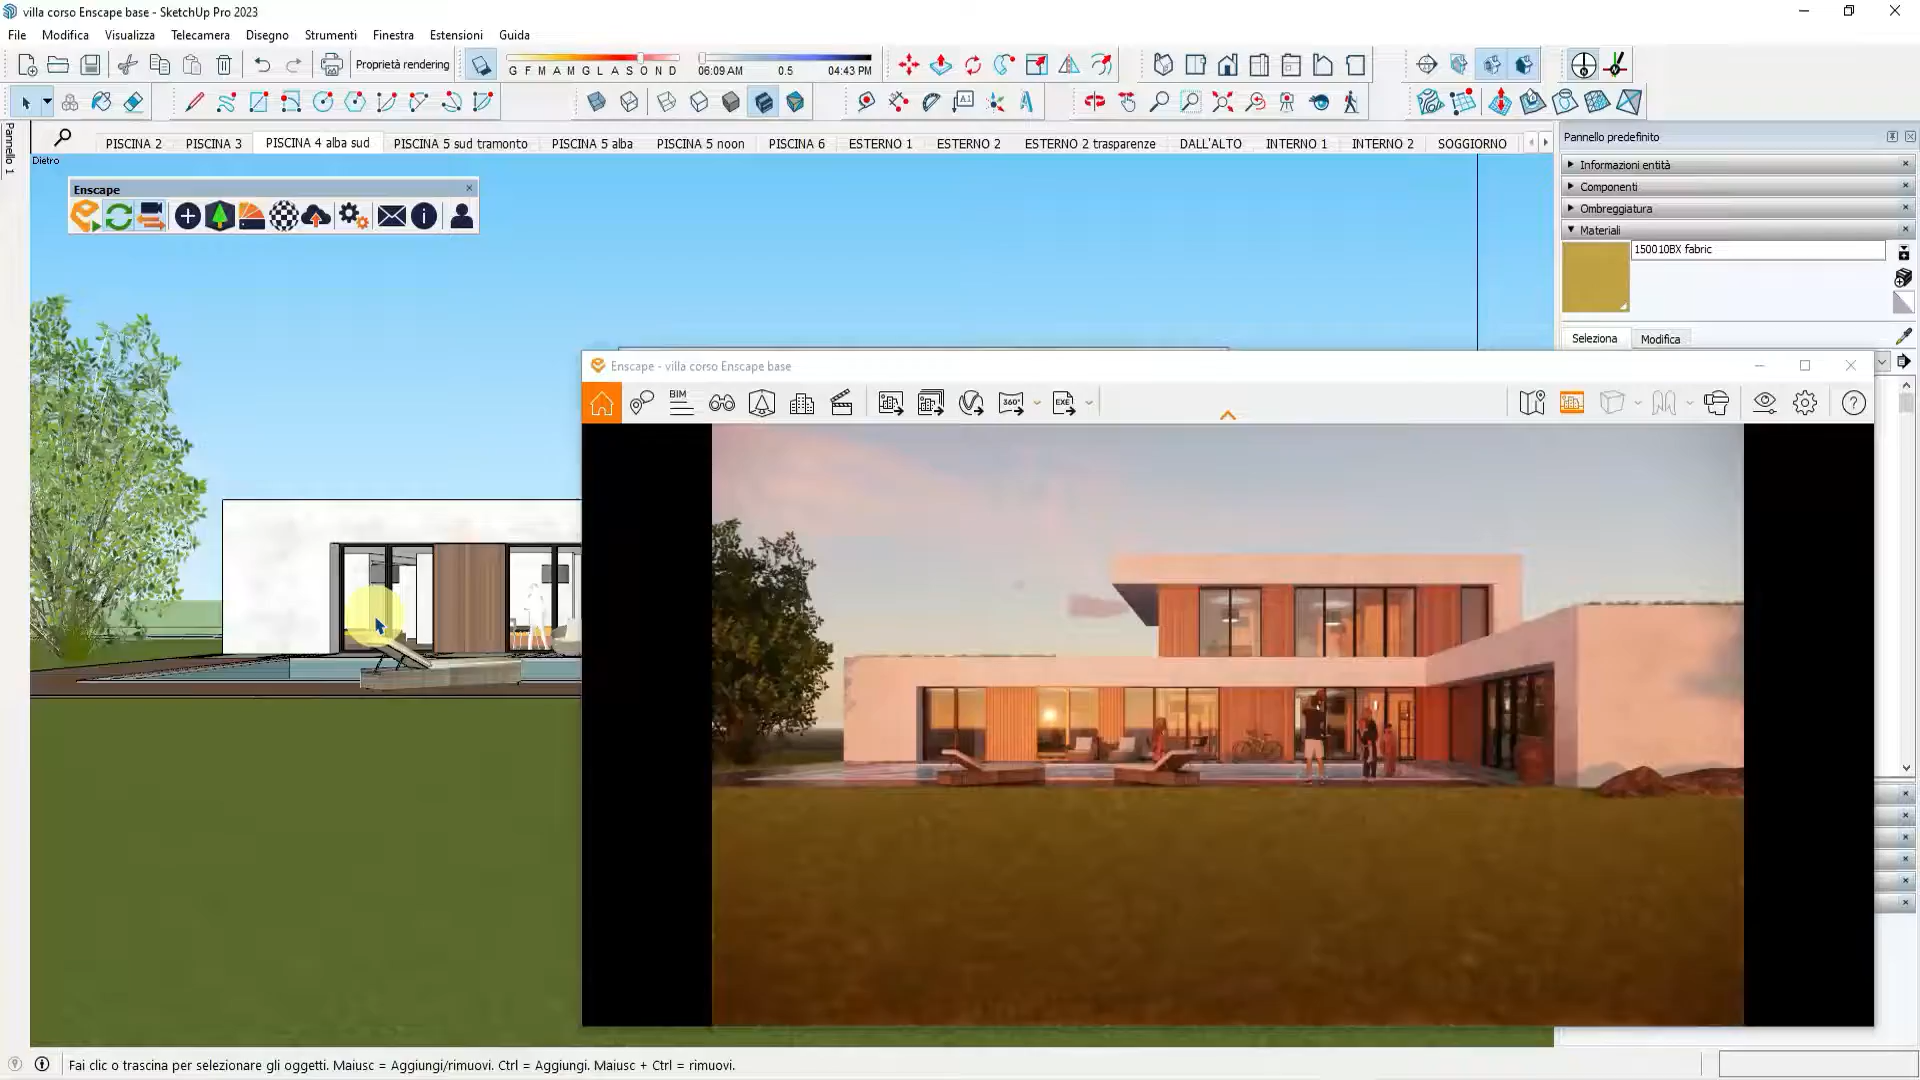 villa corso Enscape base - SketchUp Pro 2023
File Modifica Visualizza Telecamera Disegno Strumenti Finestra Estensioni Guida
Proprietà rendering
G F M A M G L A S O N D
06:09 AM 0.5 04:43 PM
Pannello 1
PISCINA 2 PISCINA 3 PISCINA 4 alba sud PISCINA 5 sud tramonto PISCINA 5 alba PISCINA 5 noon PISCINA 6 ESTERNO 1 ESTERNO 2 ESTERNO 2 trasparenze DALL'ALTO INTERNO 1 INTERNO 2 SOGGIORNO
Dietro
Enscape
Pannello predefinito
Informazioni entità
Componenti
Ombreggiatura
Materiali
150010BX fabric
Seleziona Modifica
Enscape - villa corso Enscape base
BIM
360°
EXE
Fai clic o trascina per selezionare gli oggetti. Maiusc = Aggiungi/rimuovi. Ctrl = Aggiungi. Maiusc + Ctrl = rimuovi.